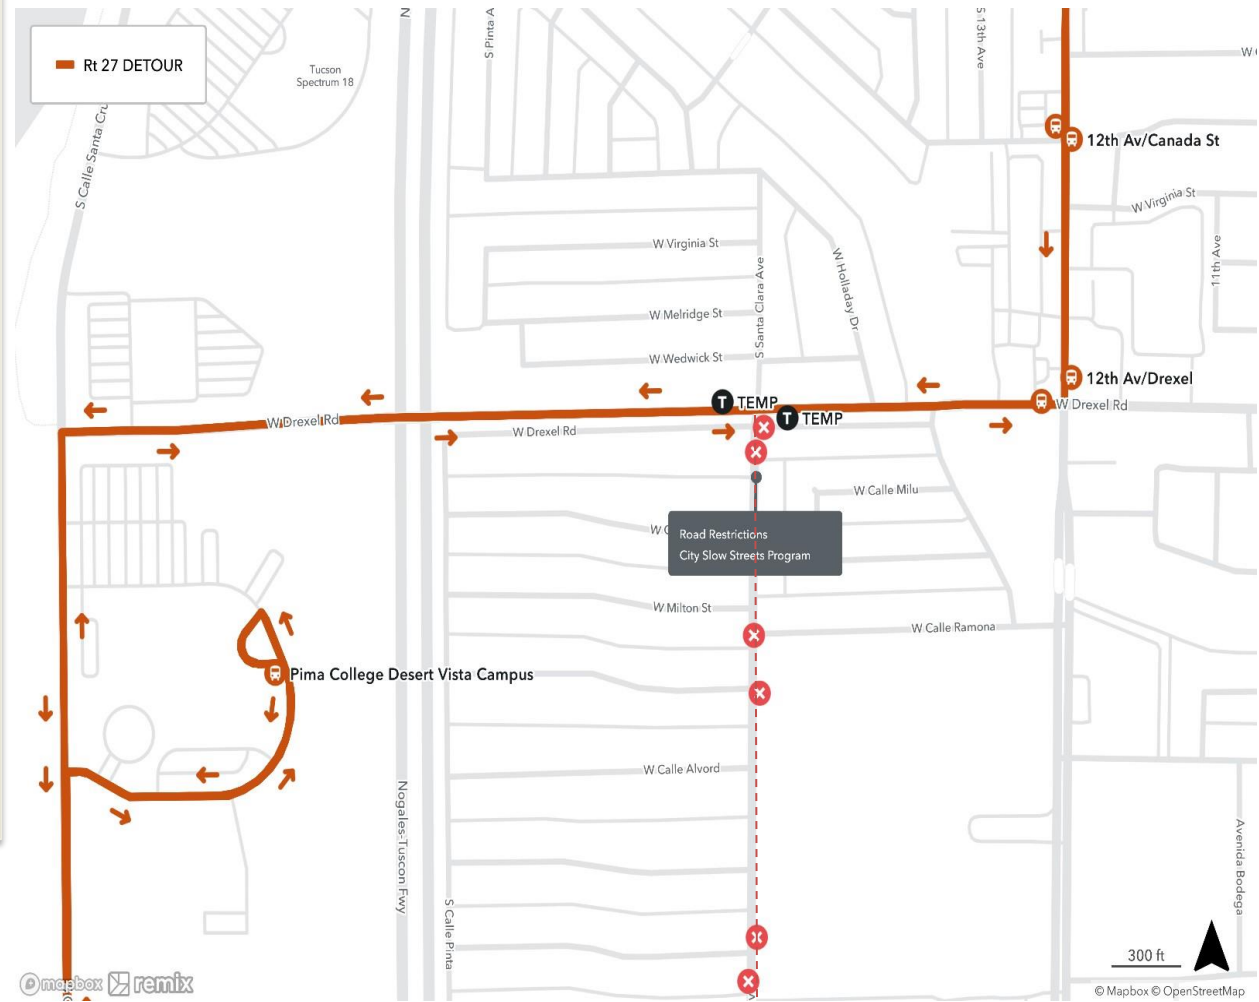 Rt 27 DETOUR
Tucson
Spectrum 18
S Pinta A
S 13th Ave
S Calle Santa Cru
12th Av/Canada St
W Virginia St
11th Ave
W Virginia St
W Holladay Dr
S Santa Clara Ave
W Melridge St
W Wedwick St
12th Av/Drexel
T TEMP
W Drexel Rd
T TEMP
W Drexel Rd
W Drexel Rd
W Calle Milu
Road Restrictions
City Slow Streets Program
W Milton St
W Calle Ramona
Pima College Desert Vista Campus
W Calle Alvord
Nogales-Tuscon Fwy
S Calle Pinta
Avenida Bodega
300 ft
mapbox remix
© Mapbox © OpenStreetMap